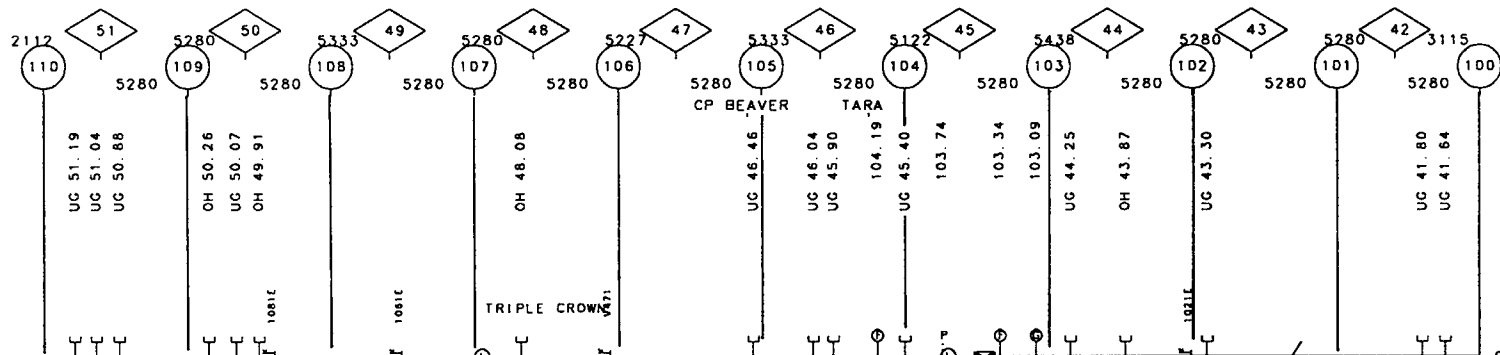 51 50 49 48 47 46 45 44 43 42
2112 5280 5333 5280 5227 5333 5122 5438 5280 5280 3115
110 109 108 107 106 105 104 103 102 101 100
5280 5280 5280 5280 5280 5280 5280 5280 5280 5280
CP BEAVER TARA
UG 51.19
UG 51.04
UG 50.88
OH 50.26
UG 50.07
OH 49.91
OH 48.08
UG 46.46
UG 46.04
UG 45.90
104.19
UG 45.40
103.74
103.34
103.09
UG 44.25
OH 43.87
UG 43.30
UG 41.80
UG 41.64
1081E
1061E
TRIPLE CROWN
1021E
P